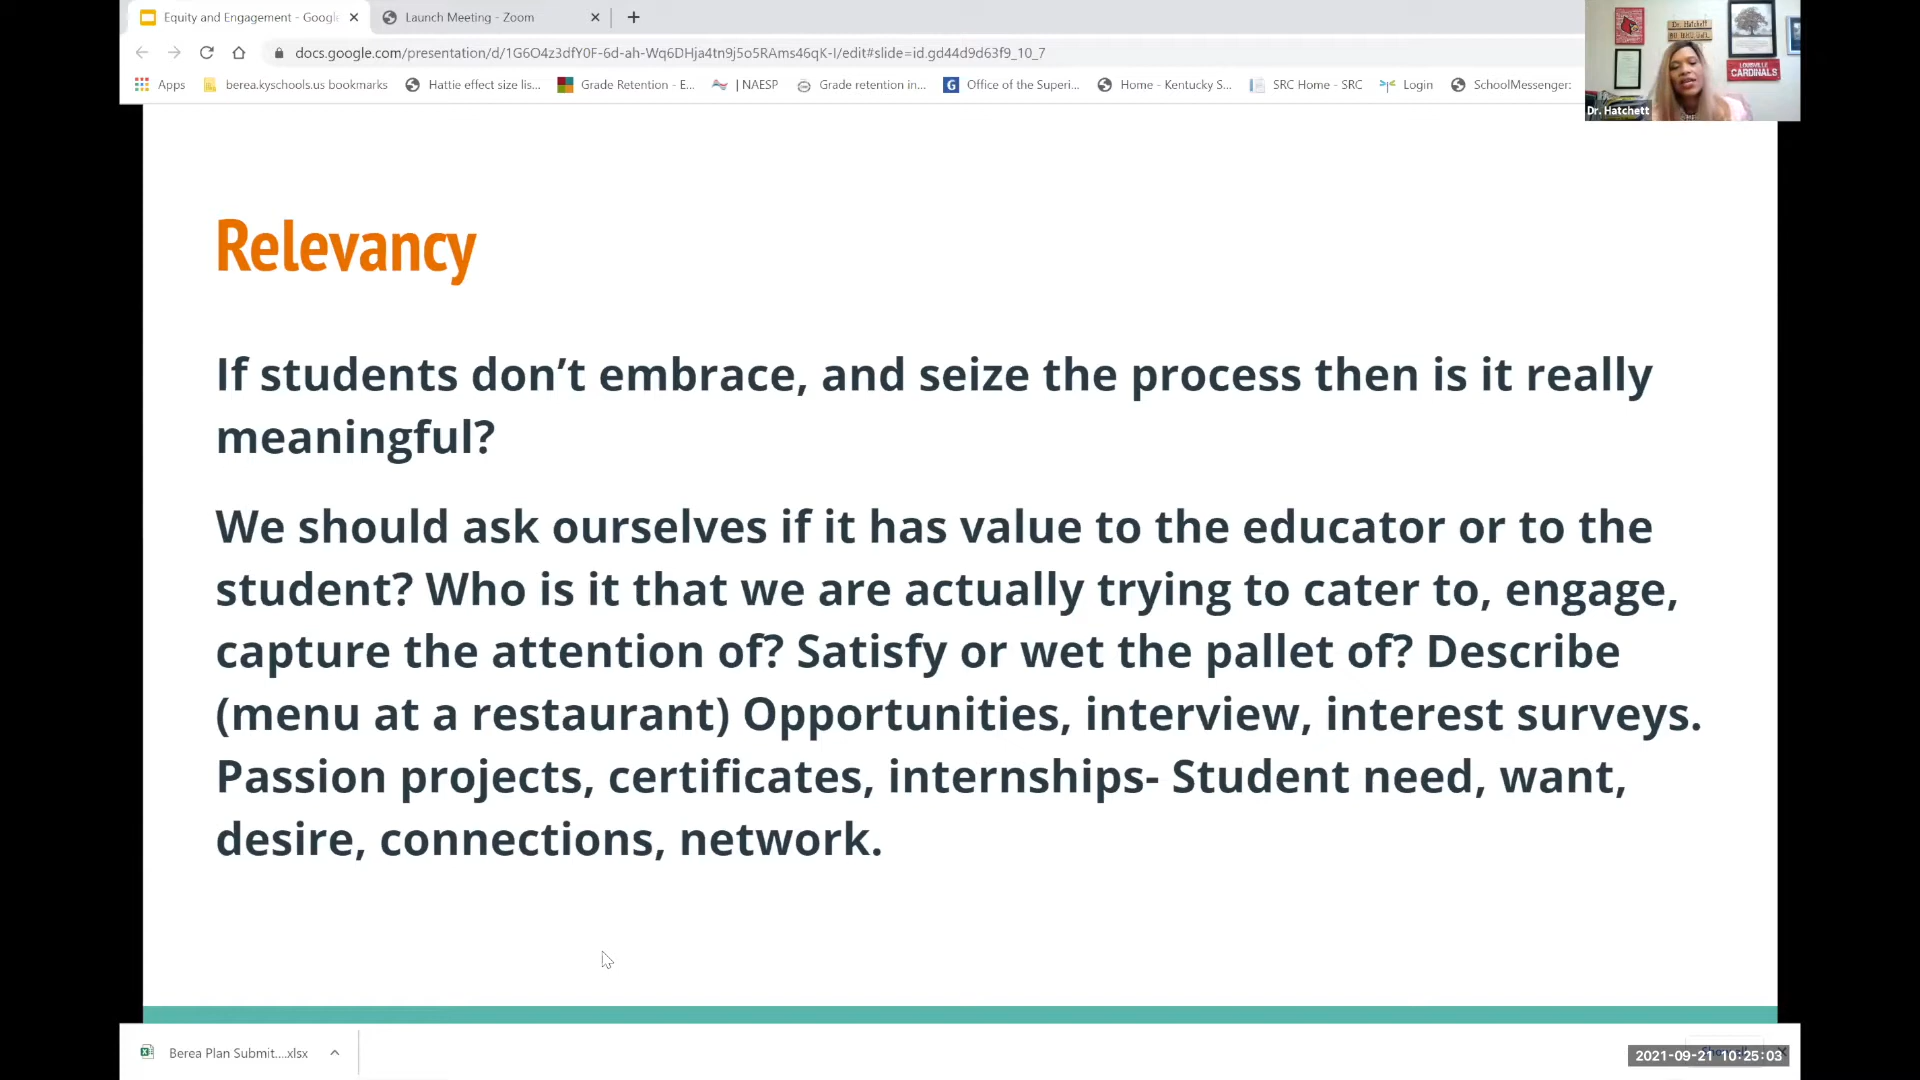 Equity and Engagement - Google
Launch Meeting - Zoom
docs.google.com/presentation/d/1G6O4z3dfY0F-6d-ah-Wq6DHja4tn9j5o5RAms46qK-I/edit#slide=id.gd44d9d63f9_10_7
Apps berea.kyschools.us bookmarks Hattie effect size lis... Grade Retention - E... | NAESP Grade retention in... Office of the Superi... Home - Kentucky S... SRC Home - SRC Login SchoolMessenger:
Dr. Hatchett
LOUISVILLE
CARDINALS
Dr. Hatchett
Relevancy
If students don’t embrace, and seize the process then is it really
meaningful?
We should ask ourselves if it has value to the educator or to the
student? Who is it that we are actually trying to cater to, engage,
capture the attention of? Satisfy or wet the pallet of? Describe
(menu at a restaurant) Opportunities, interview, interest surveys.
Passion projects, certificates, internships- Student need, want,
desire, connections, network.
Berea Plan Submit....xlsx
2021-09-21 10:25:03